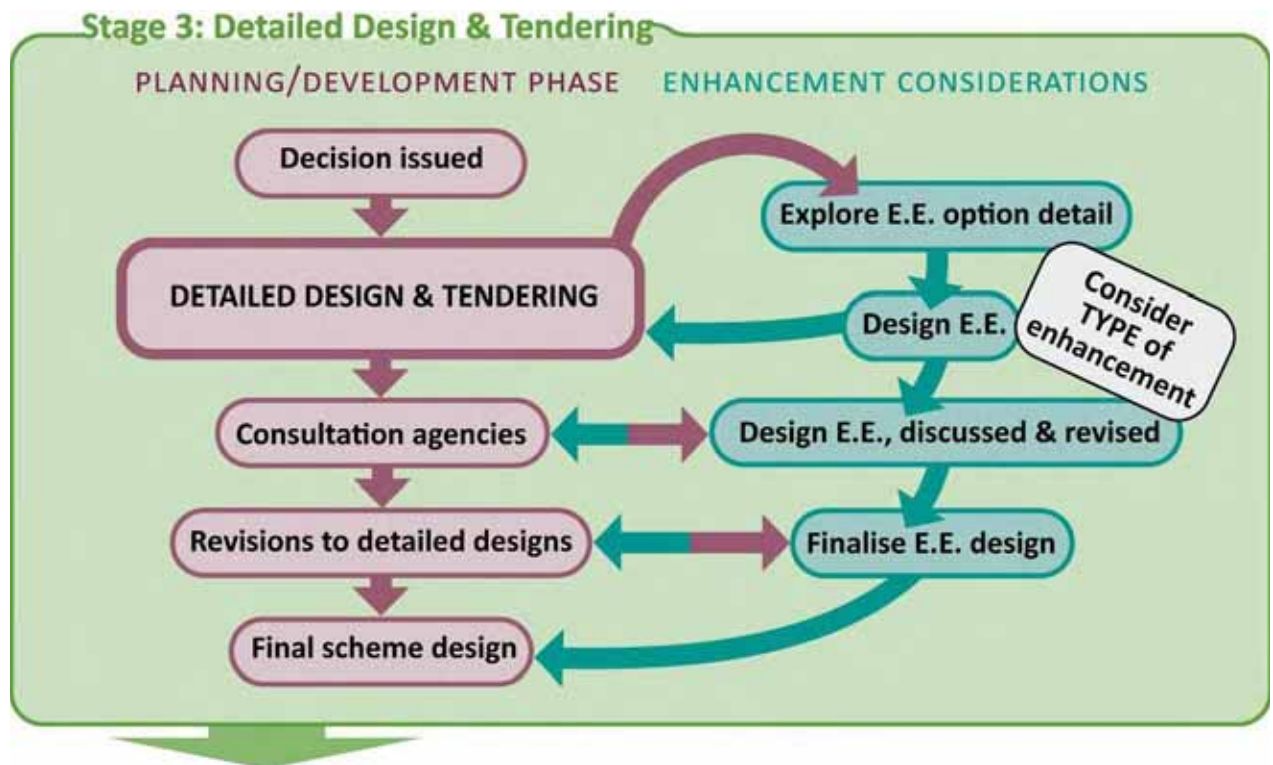 Stage 3: Detailed Design & Tendering
PLANNING/DEVELOPMENT PHASE
ENHANCEMENT CONSIDERATIONS
Decision issued
Explore E.E. option detail
DETAILED DESIGN & TENDERING
Design E.E.
Consider
TYPE of
enhancement
Consultation agencies
Design E.E., discussed & revised
Revisions to detailed designs
Finalise E.E. design
Final scheme design